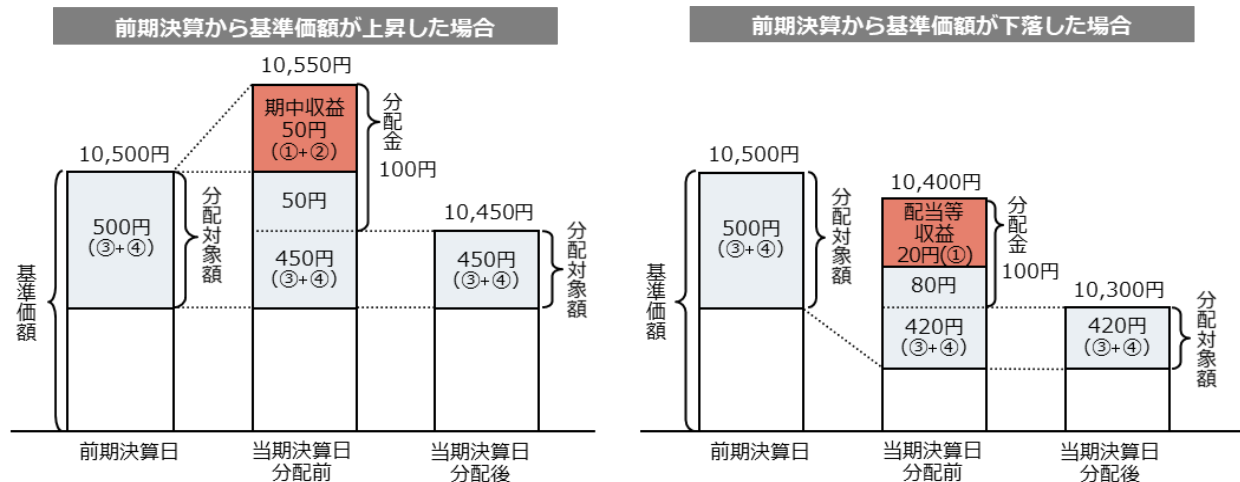 前期決算から基準価額が上昇した場合
10,550円
期中収益
50円
(①+②)
分配金
100円
10,500円
500円
(③+④)
分配対象額
50円
10,450円
450円
(③+④)
450円
(③+④)
分配対象額
基準価額
前期決算日
当期決算日
分配前
当期決算日
分配後
前期決算から基準価額が下落した場合
10,500円
500円
(③+④)
分配対象額
10,400円
配当等
収益
20円(①)
分配金
100円
80円
10,300円
420円
(③+④)
420円
(③+④)
分配対象額
基準価額
前期決算日
当期決算日
分配前
当期決算日
分配後